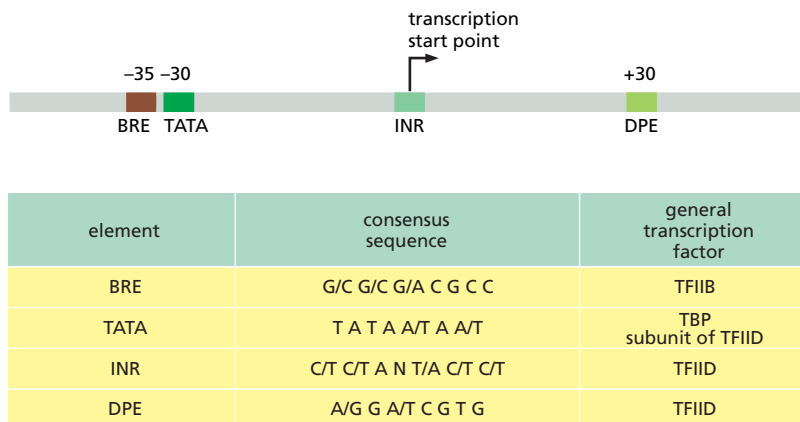 transcription
start point
–35 –30 +30
BRE TATA INR DPE
element
consensus
sequence
general
transcription
factor
BRE G/C G/C G/A C G C C TFIIB
TATA T A T A A/T A A/T TBP
subunit of TFIID
INR C/T C/T A N T/A C/T C/T TFIID
DPE A/G G A/T C G T G TFIID